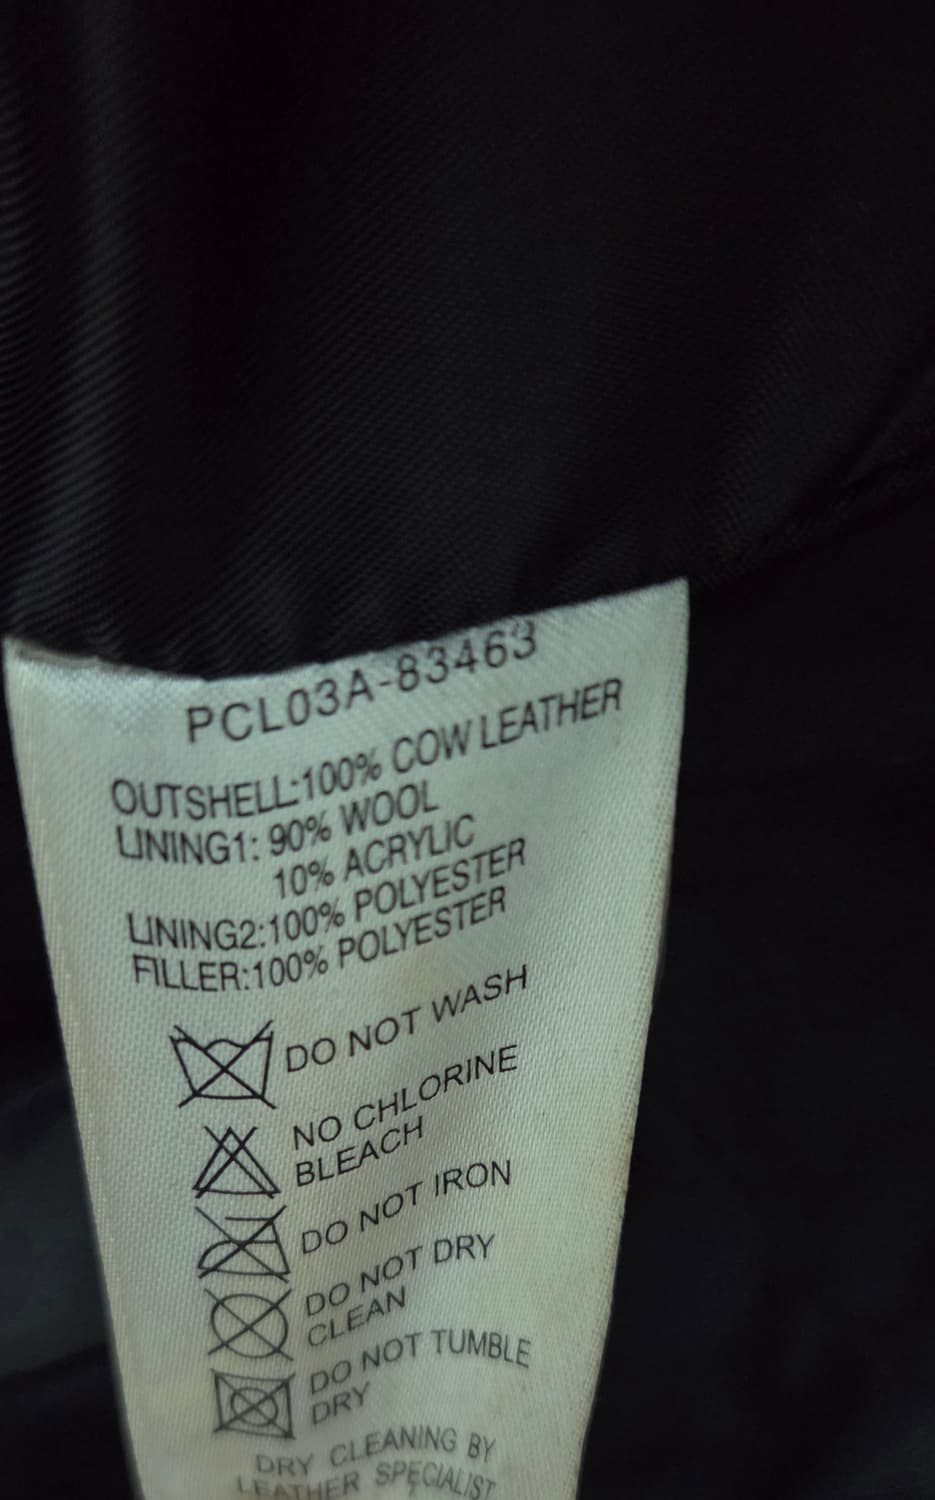 PCL03A-83463
OUTSHELL:100% COW LEATHER
LINING1: 90% WOOL
10% ACRYLIC
LINING2:100% POLYESTER
FILLER:100% POLYESTER
DO NOT WASH
NO CHLORINE
BLEACH
DO NOT IRON
DO NOT DRY
CLEAN
DO NOT TUMBLE
DRY
DRY CLEANING BY
LEATHER SPECIALIST